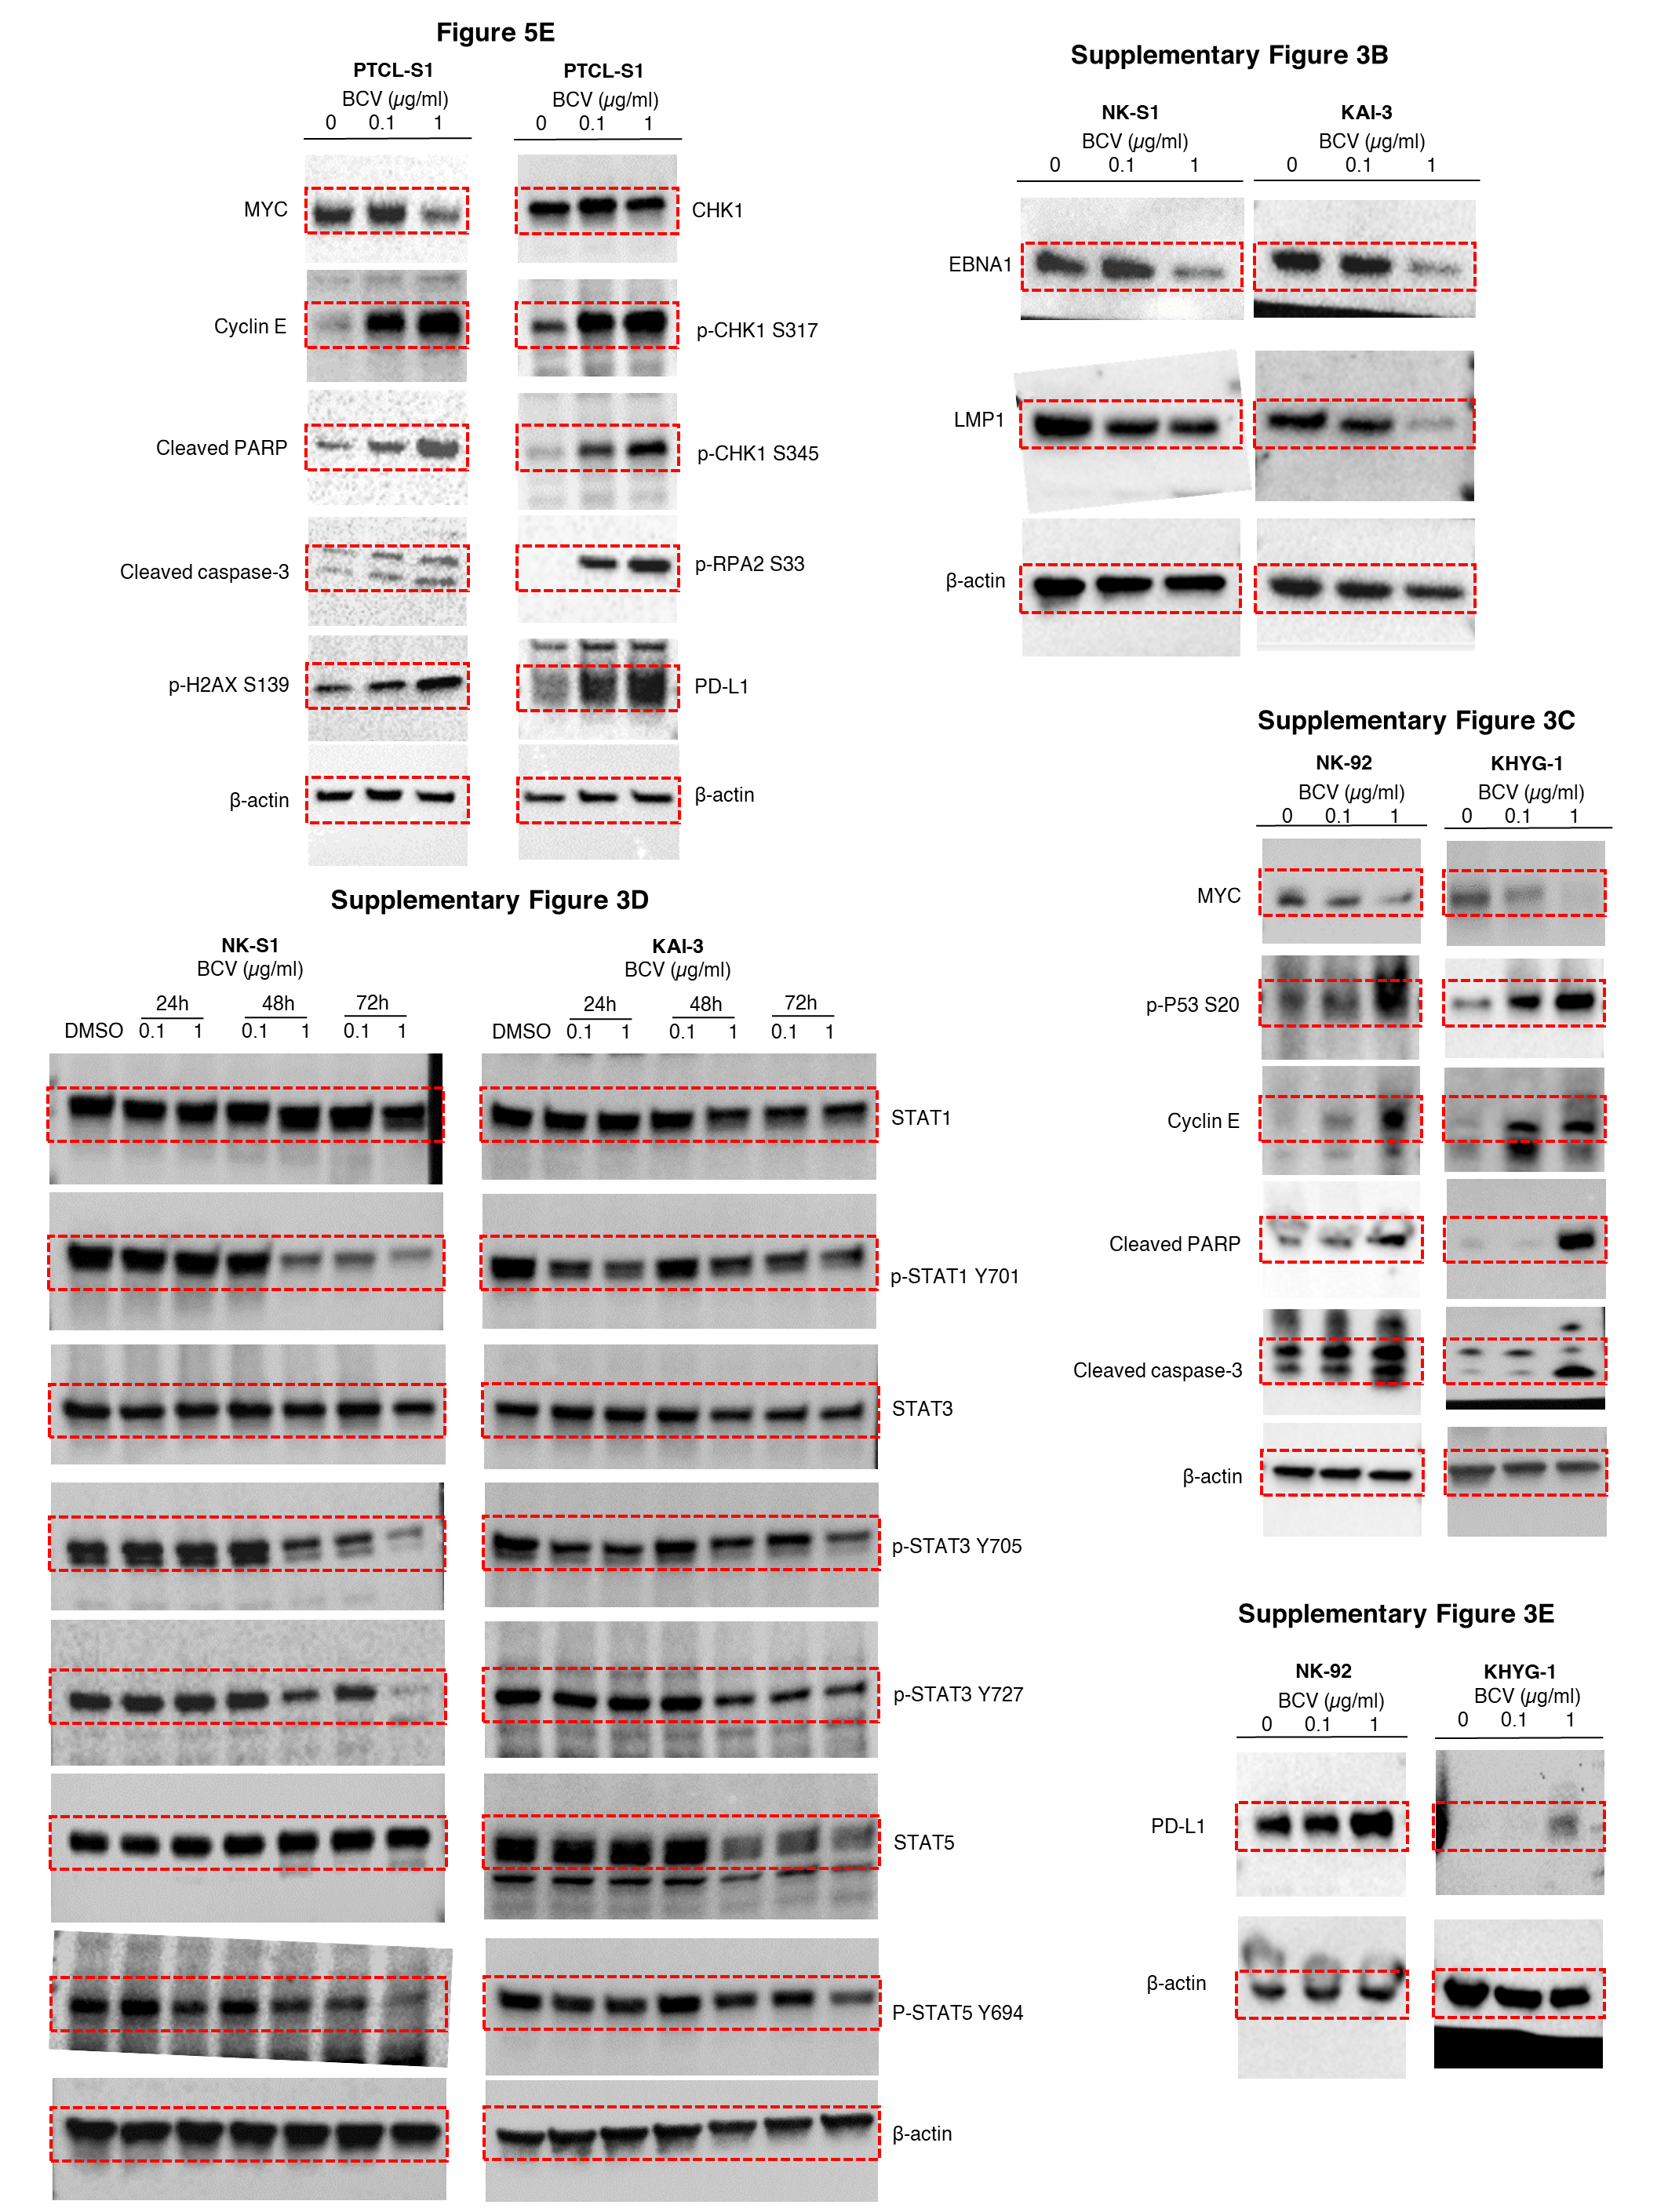 Figure 5E
PTCL-S1
BCV (µg/ml)
0 0.1 1
MYC
Cyclin E
Cleaved PARP
Cleaved caspase-3
p-H2AX S139
β-actin
PTCL-S1
BCV (µg/ml)
0 0.1 1
CHK1
p-CHK1 S317
p-CHK1 S345
p-RPA2 S33
PD-L1
β-actin
Supplementary Figure 3B
NK-S1 KAI-3
BCV (µg/ml) BCV (µg/ml)
0 0.1 1 0 0.1 1
EBNA1
LMP1
β-actin
Supplementary Figure 3C
NK-92 KHYG-1
BCV (µg/ml) BCV (µg/ml)
0 0.1 1 0 0.1 1
MYC
p-P53 S20
Cyclin E
Cleaved PARP
Cleaved caspase-3
β-actin
Supplementary Figure 3D
NK-S1 KAI-3
BCV (µg/ml) BCV (µg/ml)
24h 48h 72h 24h 48h 72h
DMSO 0.1 1 0.1 1 0.1 1 DMSO 0.1 1 0.1 1 0.1 1
STAT1
p-STAT1 Y701
STAT3
p-STAT3 Y705
p-STAT3 Y727
STAT5
P-STAT5 Y694
β-actin
Supplementary Figure 3E
NK-92 KHYG-1
BCV (µg/ml) BCV (µg/ml)
0 0.1 1 0 0.1 1
PD-L1
β-actin